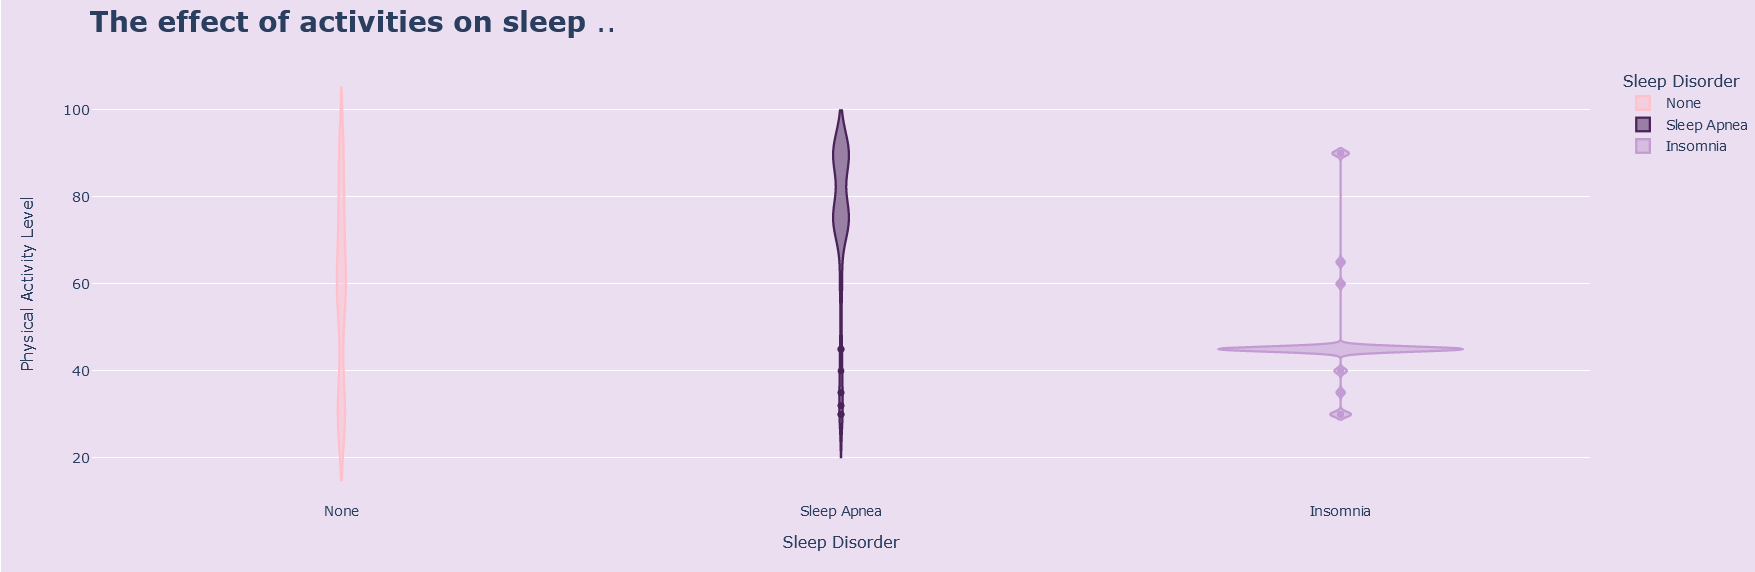 The effect of activities on sleep ..
Sleep Disorder
None
Sleep Apnea
Insomnia
Physical Activity Level
100
80
60
40
20
None
Sleep Apnea
Insomnia
Sleep Disorder